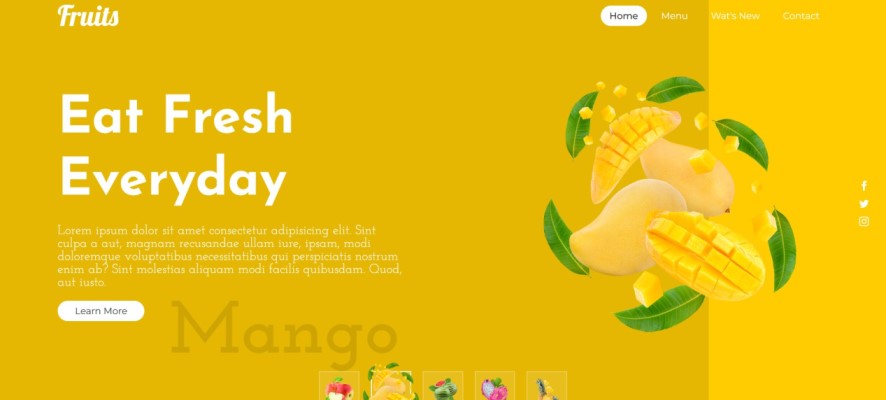 Fruits
Home Menu Wat's New Contact
Eat Fresh
Everyday
Lorem ipsum dolor sit amet consectetur adipisicing elit. Sint
culpa a aut, magnam recusandae ullam iure, ipsam, modi
doloremque voluptatibus necessitatibus qui perspiciatis nostrum
enim ab? Sint molestias aliquam modi facilis quibusdam. Quod,
aut iusto.
Learn More
Mango